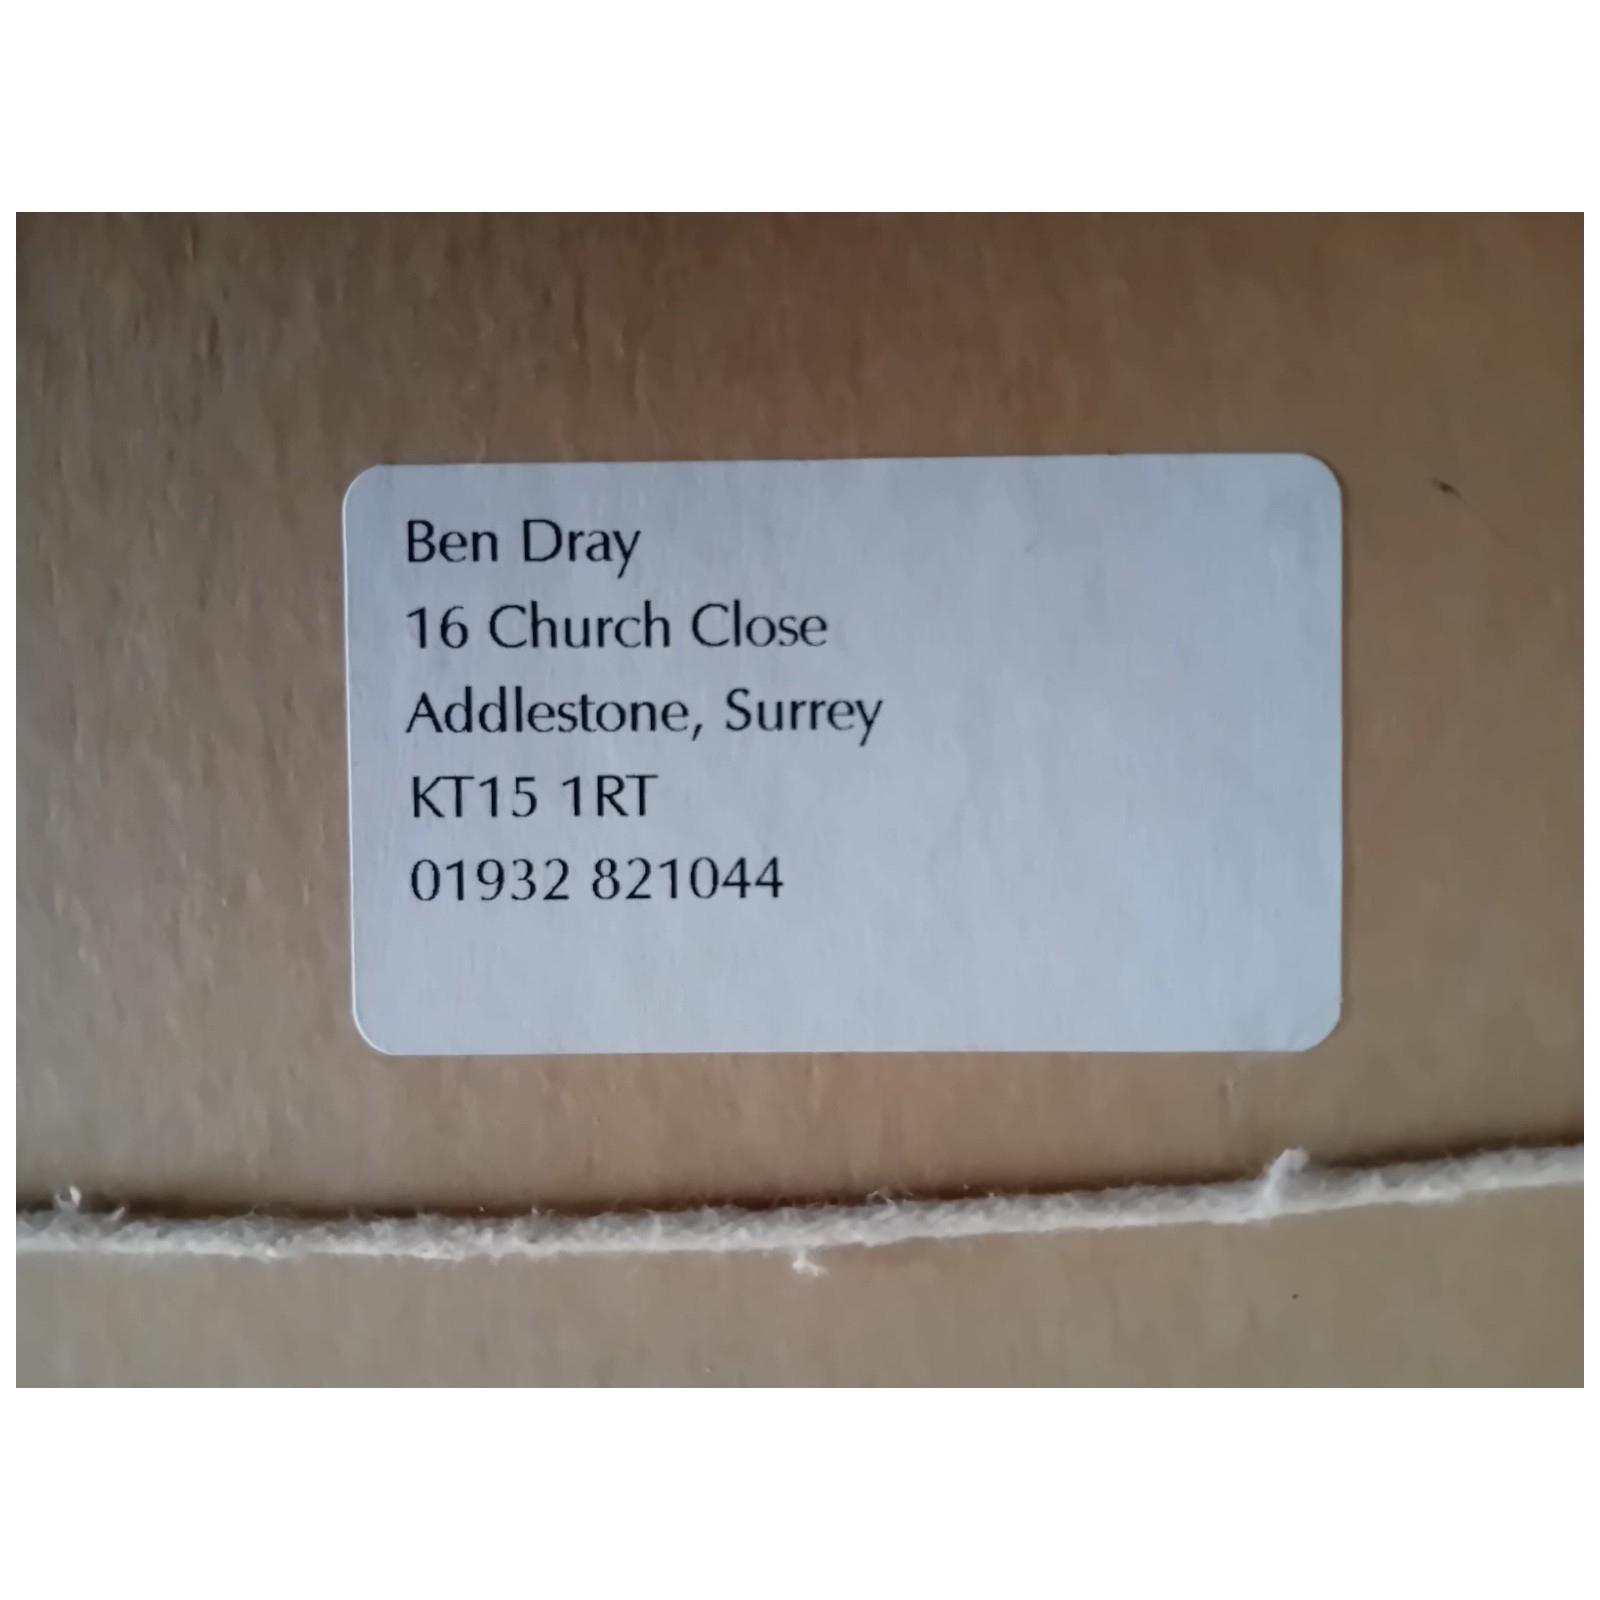 Ben Dray
16 Church Close
Addlestone, Surrey
KT15 1RT
01932 821044